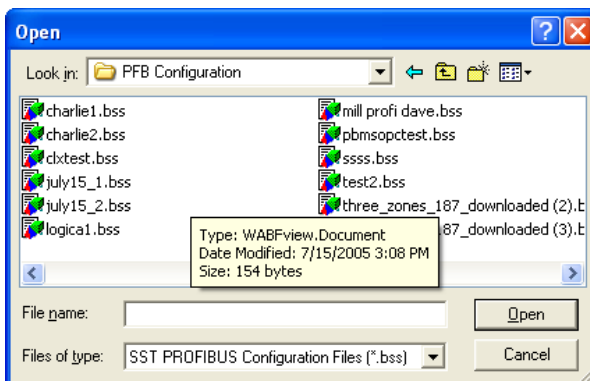 Open
Look in: PFB Configuration
charlie1.bss
charlie2.bss
clxtest.bss
july15_1.bss
july15_2.bss
logica1.bss
mill profi dave.bss
pbmsopctest.bss
ssss.bss
test2.bss
three_zones_187_downloaded (2).b
87_downloaded (3).b
Type: WABFview.Document
Date Modified: 7/15/2005 3:08 PM
Size: 154 bytes
File name:
Open
Files of type: SST PROFIBUS Configuration Files (*.bss)
Cancel